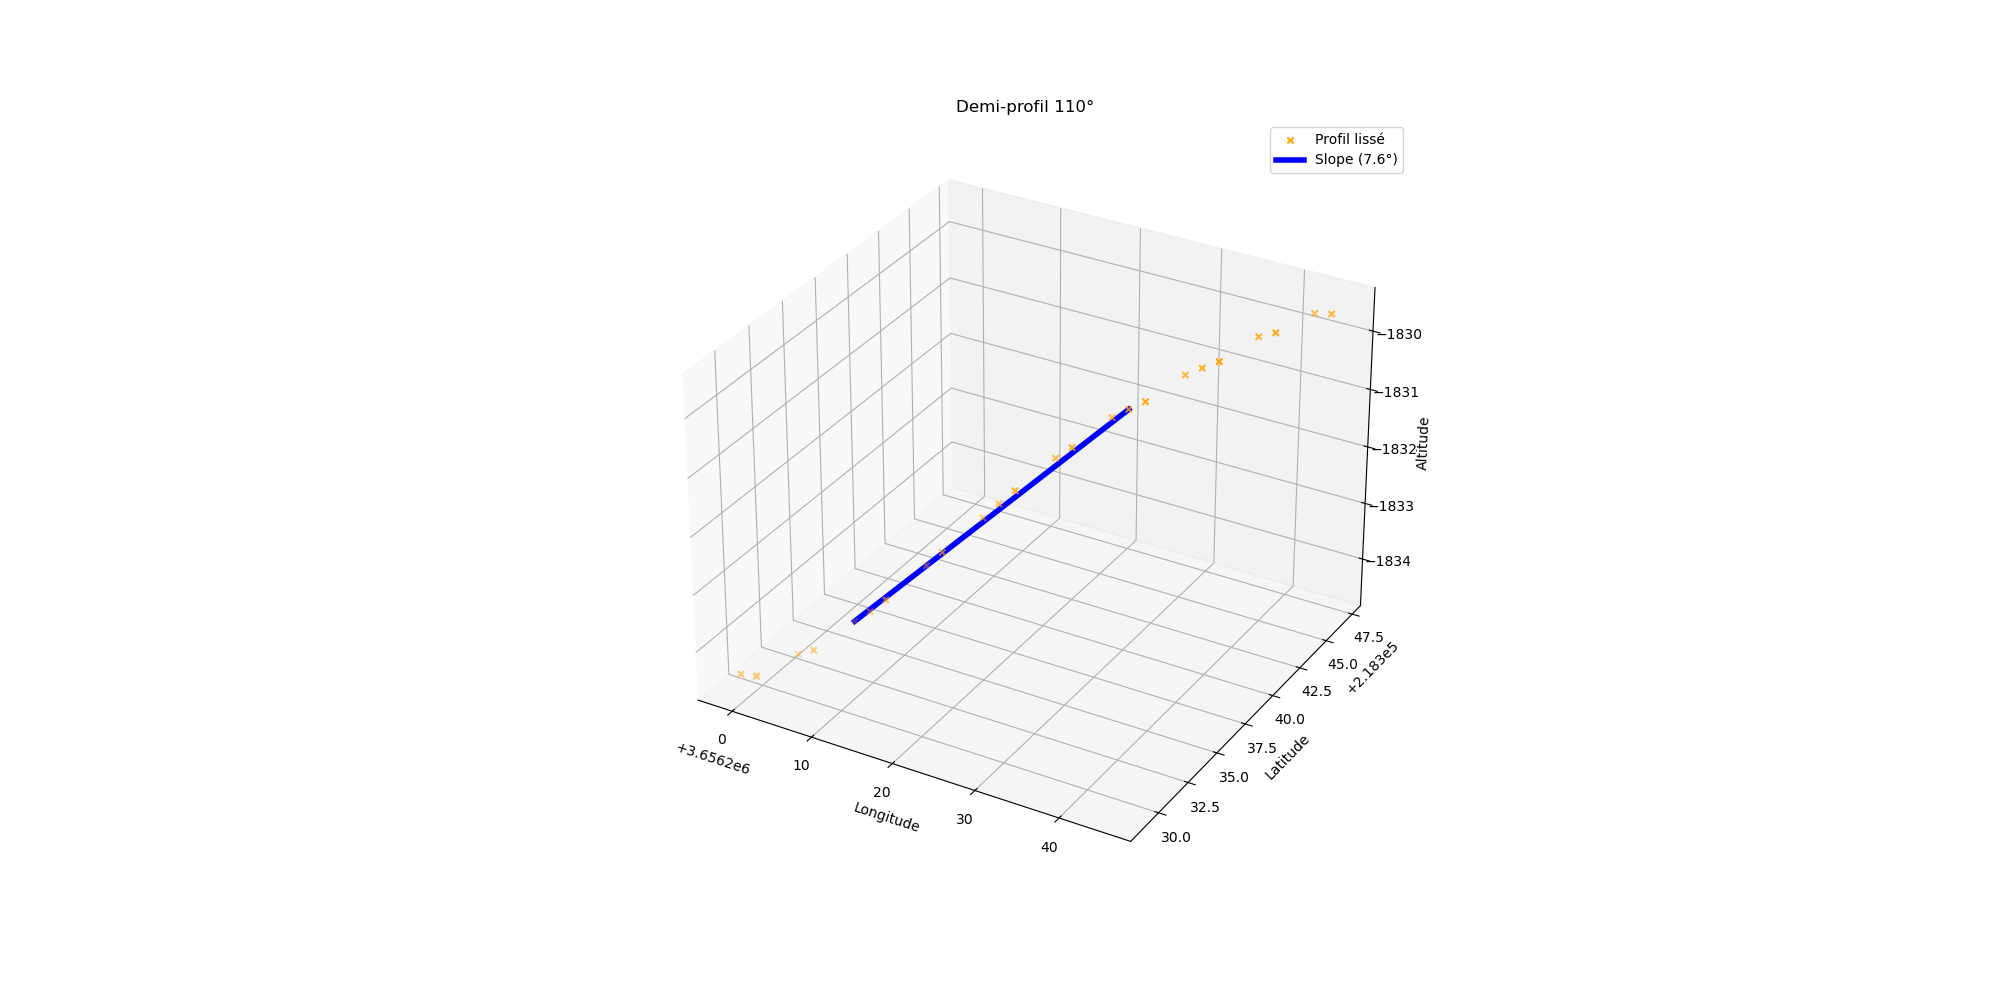 Demi-profil 110°
Profil lissé
Slope (7.6°)
−1830
−1831
−1832
−1833
−1834
Altitude
47.5
45.0
42.5
40.0
37.5
35.0
32.5
30.0
+2.183e5
Latitude
0
10
20
30
40
+3.6562e6
Longitude